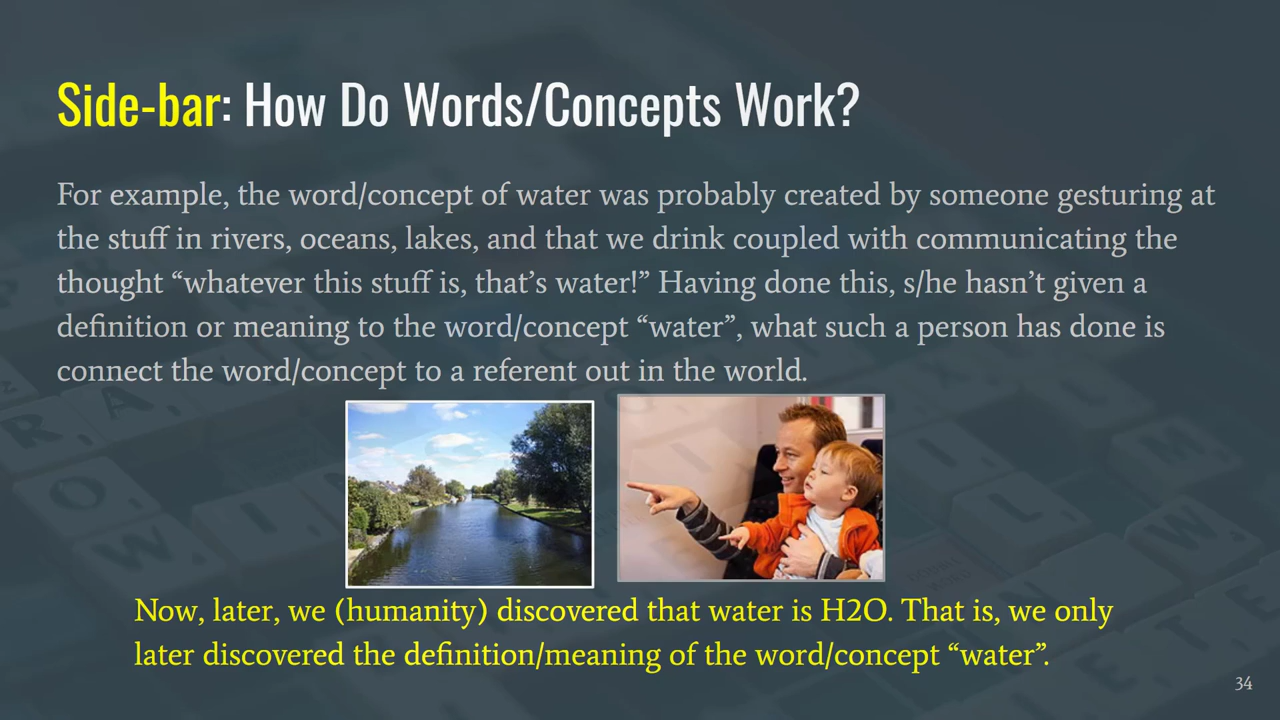 Side-bar: How Do Words/Concepts Work?
For example, the word/concept of water was probably created by someone gesturing at
the stuff in rivers, oceans, lakes, and that we drink coupled with communicating the
thought “whatever this stuff is, that’s water!” Having done this, s/he hasn’t given a
definition or meaning to the word/concept “water”, what such a person has done is
connect the word/concept to a referent out in the world.
Now, later, we (humanity) discovered that water is H2O. That is, we only
later discovered the definition/meaning of the word/concept “water”.
34